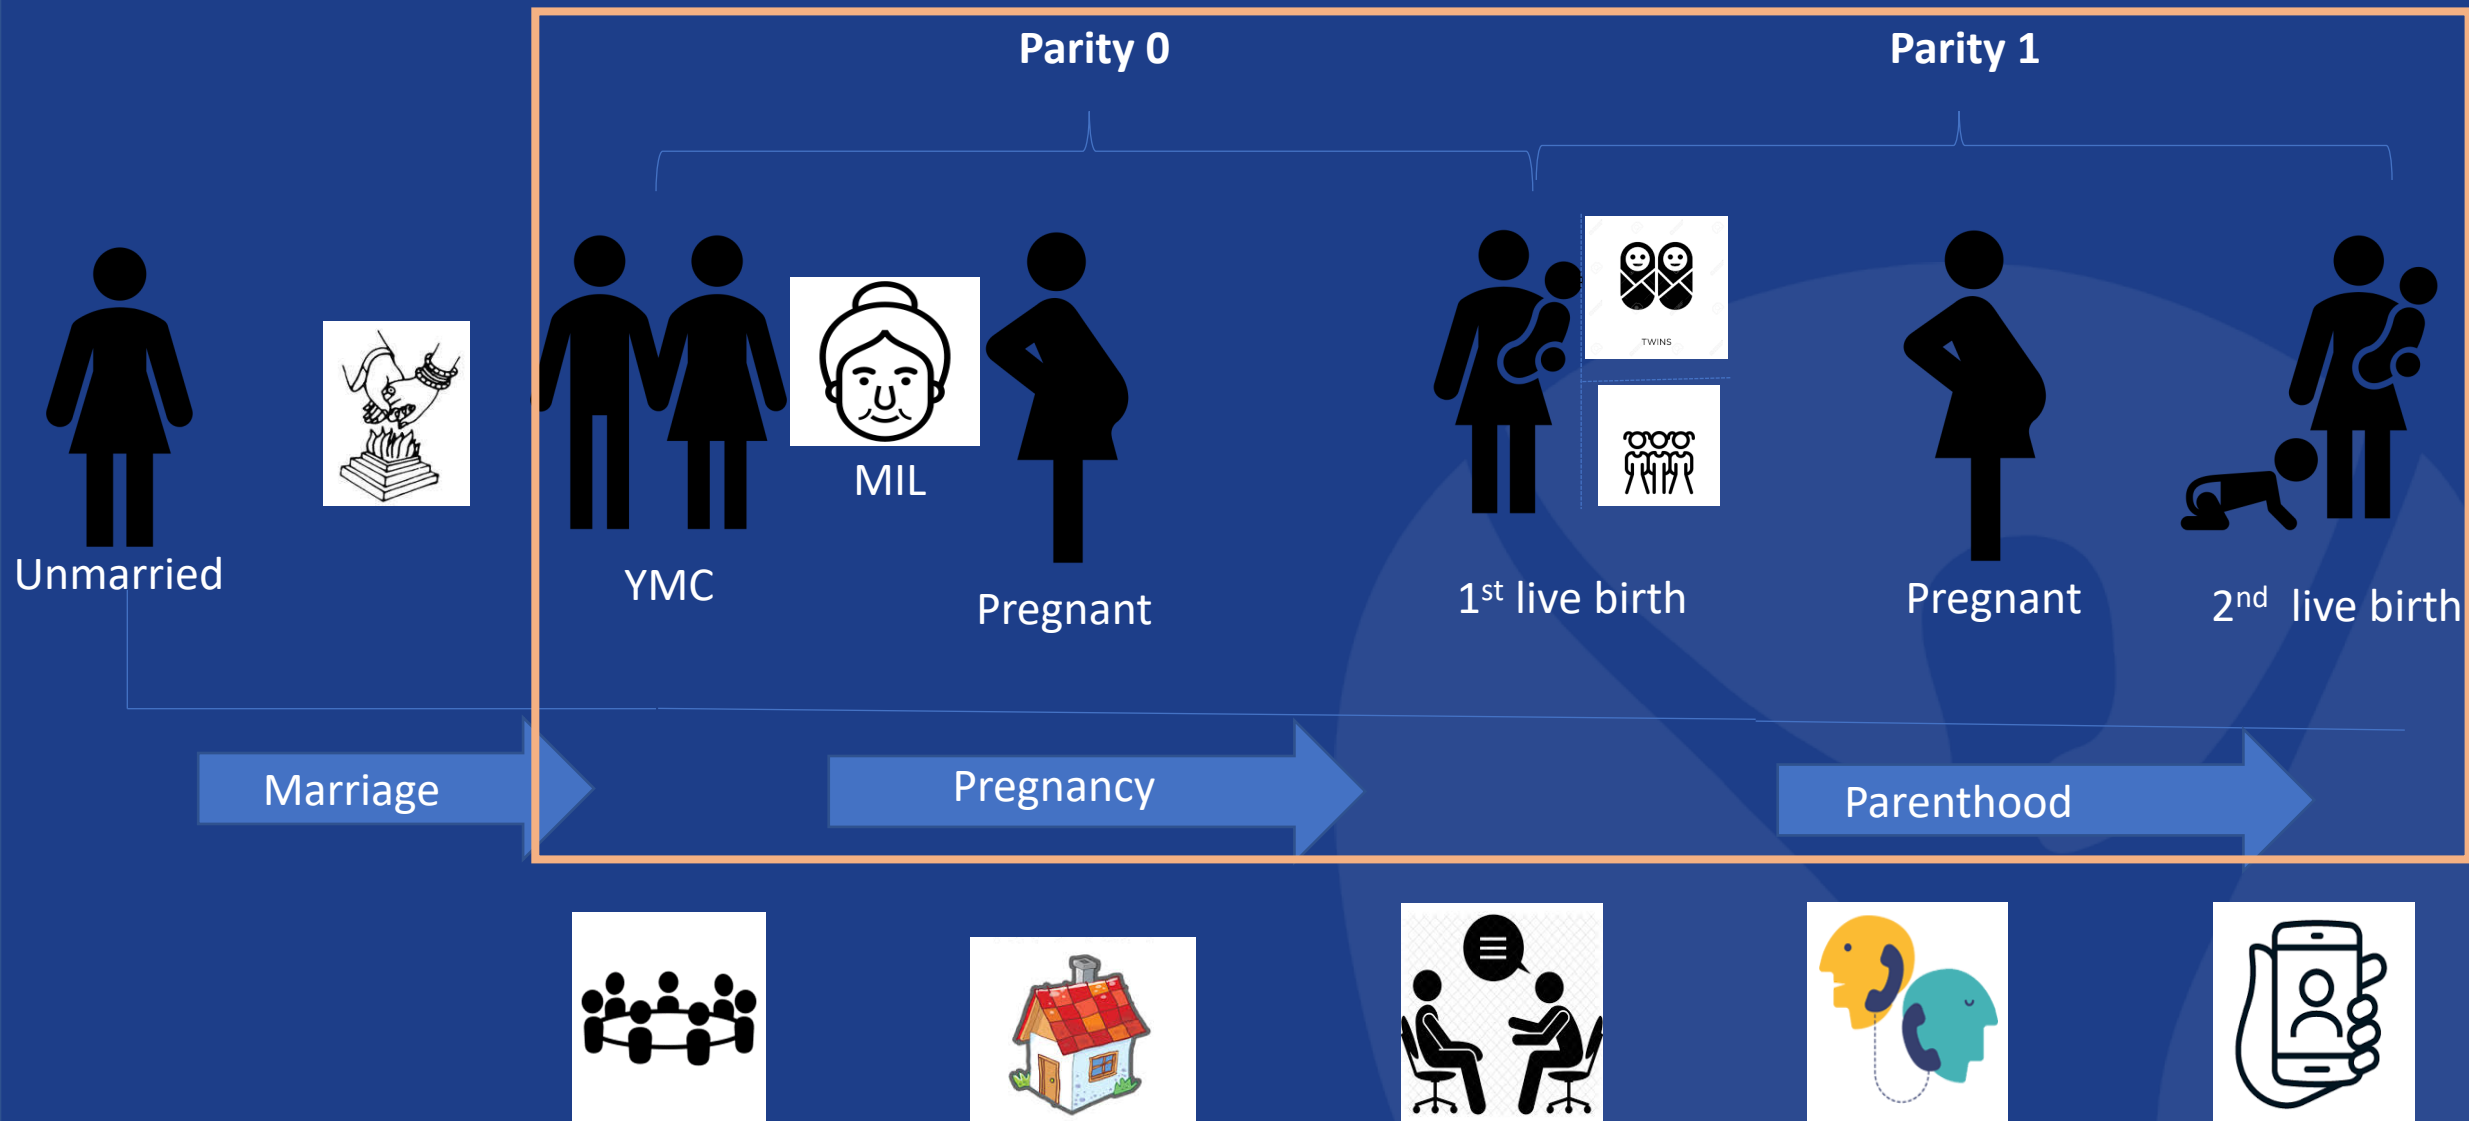 Parity 0
Parity 1
TWINS
MIL
Unmarried
YMC
Pregnant
1st live birth
Pregnant
2nd live birth
Marriage
Pregnancy
Parenthood